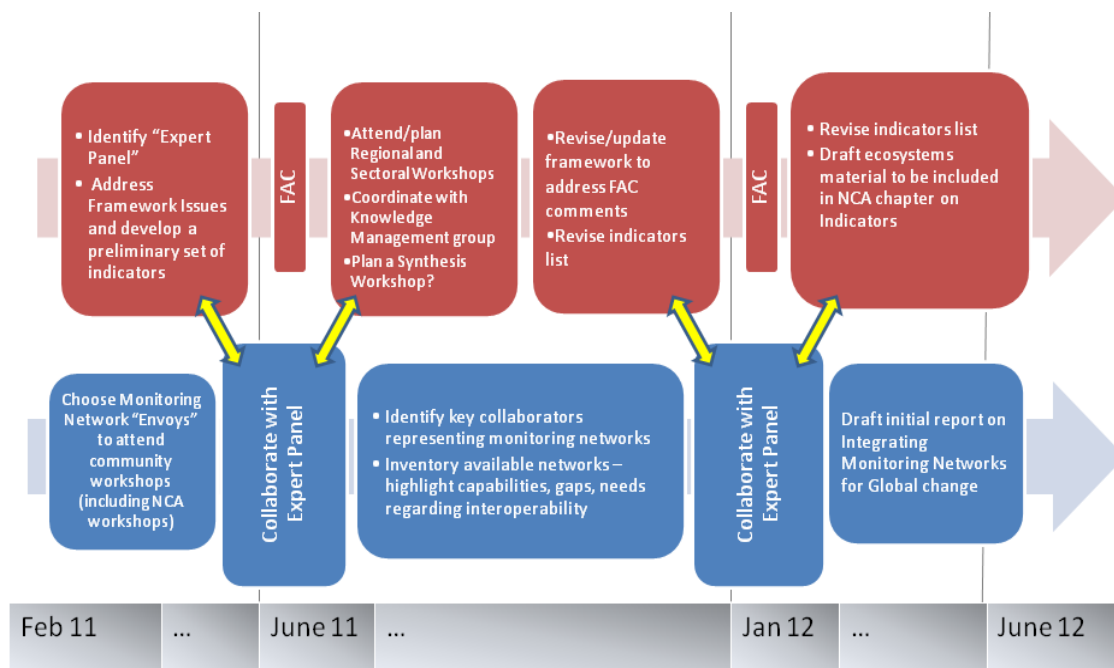 • Identify “Expert
Panel”
• Address
Framework Issues
and develop a
preliminary set of
indicators
FAC
•Attend/plan
Regional and
Sectoral Workshops
•Coordinate with
Knowledge
Management group
•Plan a Synthesis
Workshop?
•Revise/update
framework to
address FAC
comments
•Revise indicators
list
FAC
• Revise indicators list
• Draft ecosystems
material to be included
in NCA chapter on
Indicators
Choose Monitoring
Network “Envoys”
to attend
community
workshops
(including NCA
workshops)
Collaborate with
Expert Panel
• Identify key collaborators
representing monitoring networks
• Inventory available networks –
highlight capabilities, gaps, needs
regarding interoperability
Collaborate with
Expert Panel
Draft initial report on
Integrating
Monitoring Networks
for Global change
Feb 11
...
June 11
...
Jan 12
...
June 12